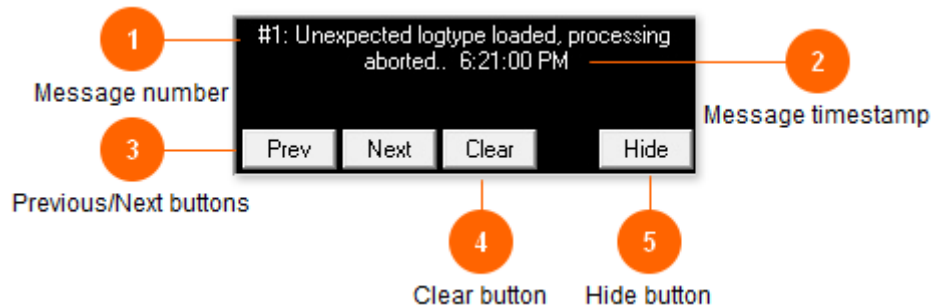 1
#1: Unexpected logtype loaded, processing
aborted.. 6:21:00 PM
2
Message number
Message timestamp
3
Prev
Next
Clear
Hide
Previous/Next buttons
4
5
Clear button
Hide button